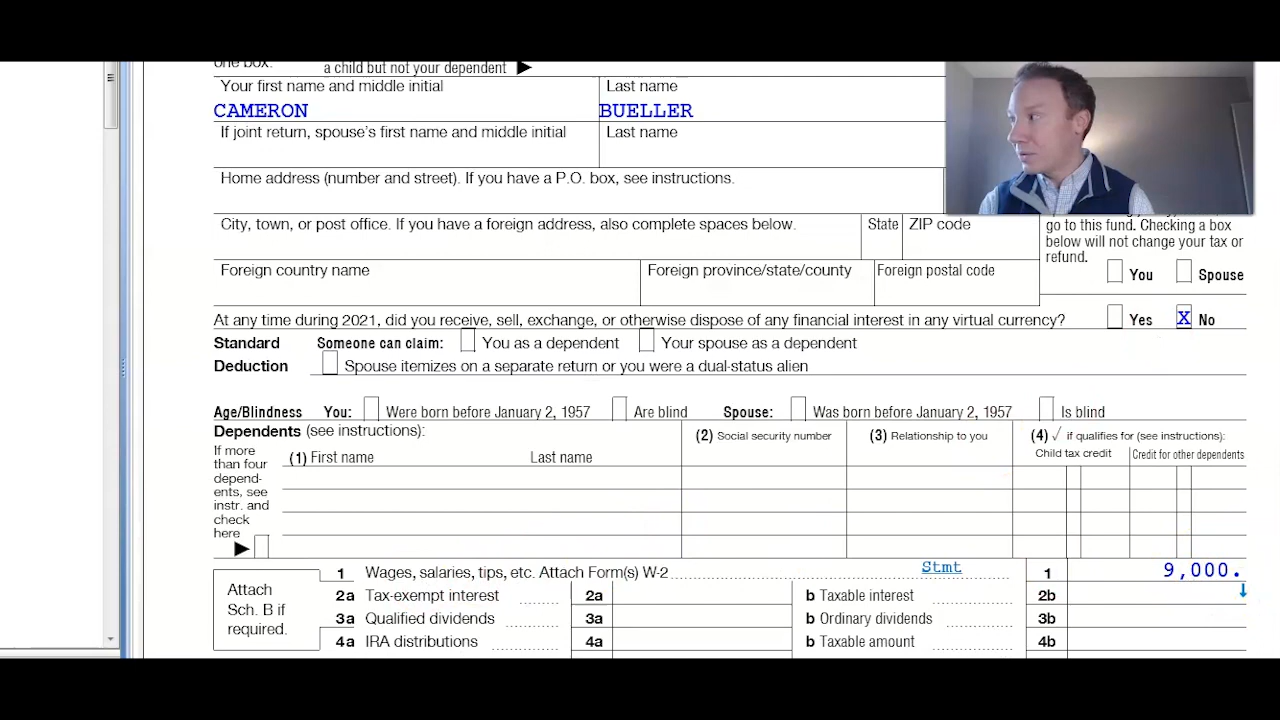 one box. a child but not your dependent ▶
Your first name and middle initial Last name
CAMERON BUELLER
If joint return, spouse's first name and middle initial Last name
Home address (number and street). If you have a P.O. box, see instructions.
City, town, or post office. If you have a foreign address, also complete spaces below. State ZIP code
go to this fund. Checking a box
below will not change your tax or
refund.
Foreign country name Foreign province/state/county Foreign postal code
You Spouse
At any time during 2021, did you receive, sell, exchange, or otherwise dispose of any financial interest in any virtual currency? Yes X No
Standard Someone can claim: You as a dependent Your spouse as a dependent
Deduction Spouse itemizes on a separate return or you were a dual-status alien
Age/Blindness You: Were born before January 2, 1957 Are blind Spouse: Was born before January 2, 1957 Is blind
Dependents (see instructions): (2) Social security number (3) Relationship to you (4) ✓ if qualifies for (see instructions):
(1) First name Last name Child tax credit Credit for other dependents
If more
than four
depend-
ents, see
instr. and
check
here
▶
1 Wages, salaries, tips, etc. Attach Form(s) W-2 Stmt 1 9,000.
Attach
Sch. B if
required.
2a Tax-exempt interest 2a b Taxable interest 2b
3a Qualified dividends 3a b Ordinary dividends 3b
4a IRA distributions 4a b Taxable amount 4b